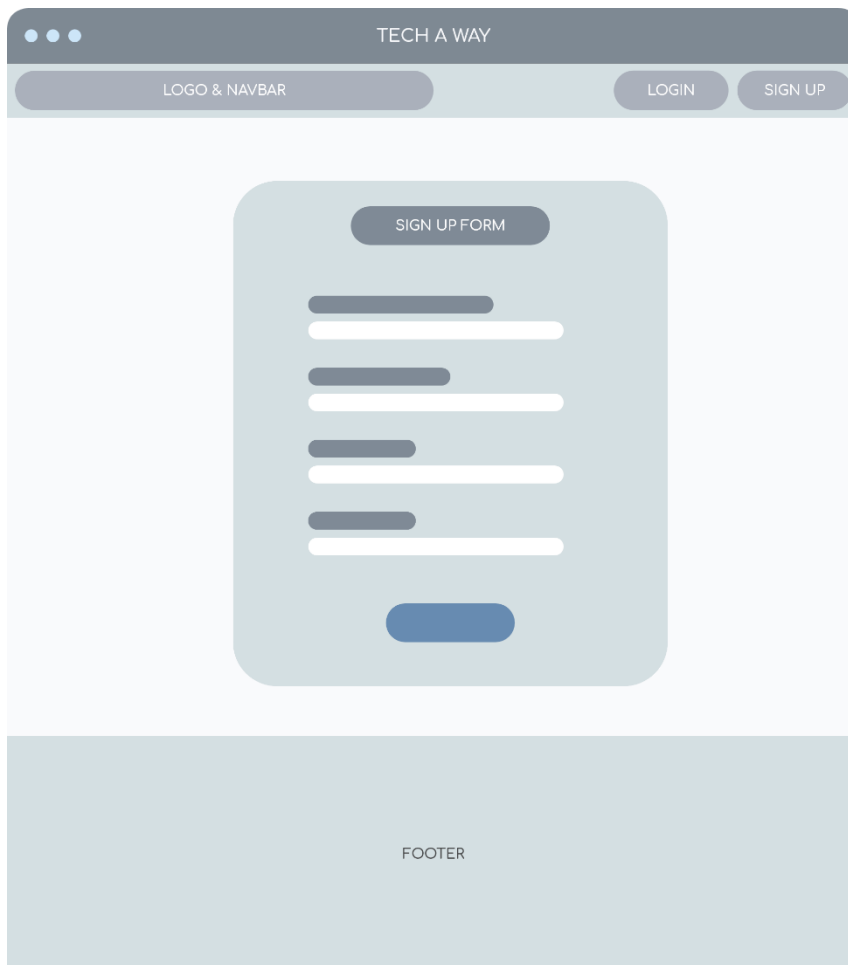 TECH A WAY
LOGO & NAVBAR
LOGIN
SIGN UP
SIGN UP FORM
FOOTER